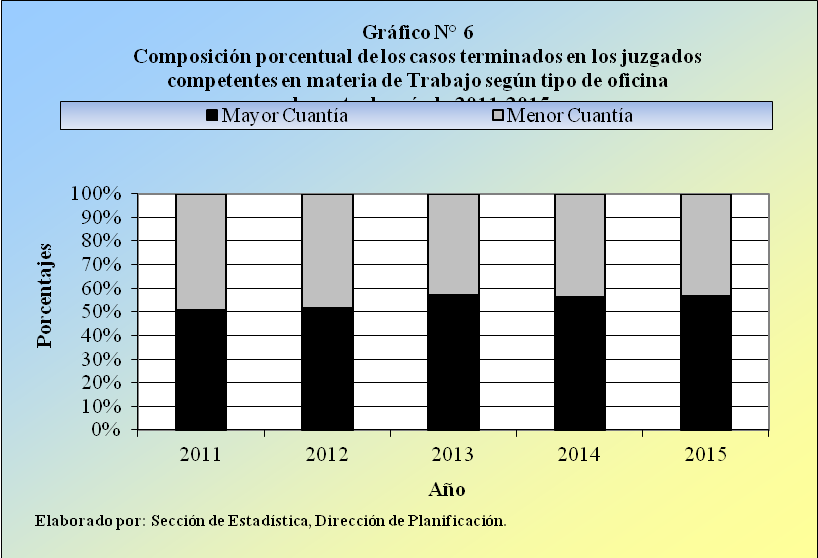 Gráfico N° 6
Composición porcentual de los casos terminados en los juzgados
competentes en materia de Trabajo según tipo de oficina
2011-2015
Mayor Cuantía Menor Cuantía
100%
90%
80%
70%
60%
50%
40%
30%
20%
10%
0%
Porcentajes
2011 2012 2013 2014 2015
Año
Elaborado por: Sección de Estadística, Dirección de Planificación.